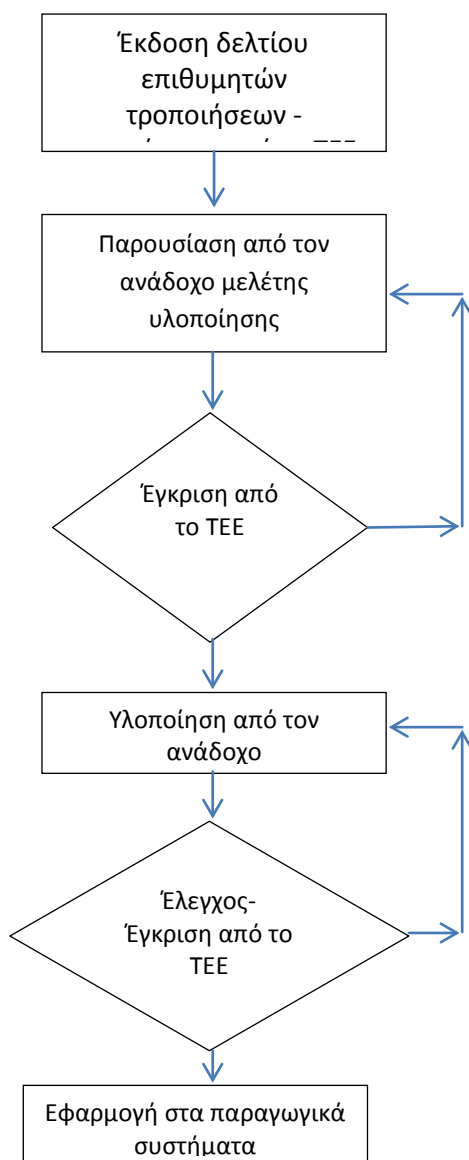 Έκδοση δελτίου
επιθυμητών
τροποιήσεων -
Παρουσίαση από τον
ανάδοχο μελέτης
υλοποίησης
Έγκριση από
το ΤΕΕ
Υλοποίηση από τον
ανάδοχο
Έλεγχος-
Έγκριση από το
ΤΕΕ
Εφαρμογή στα παραγωγικά
συστήματα